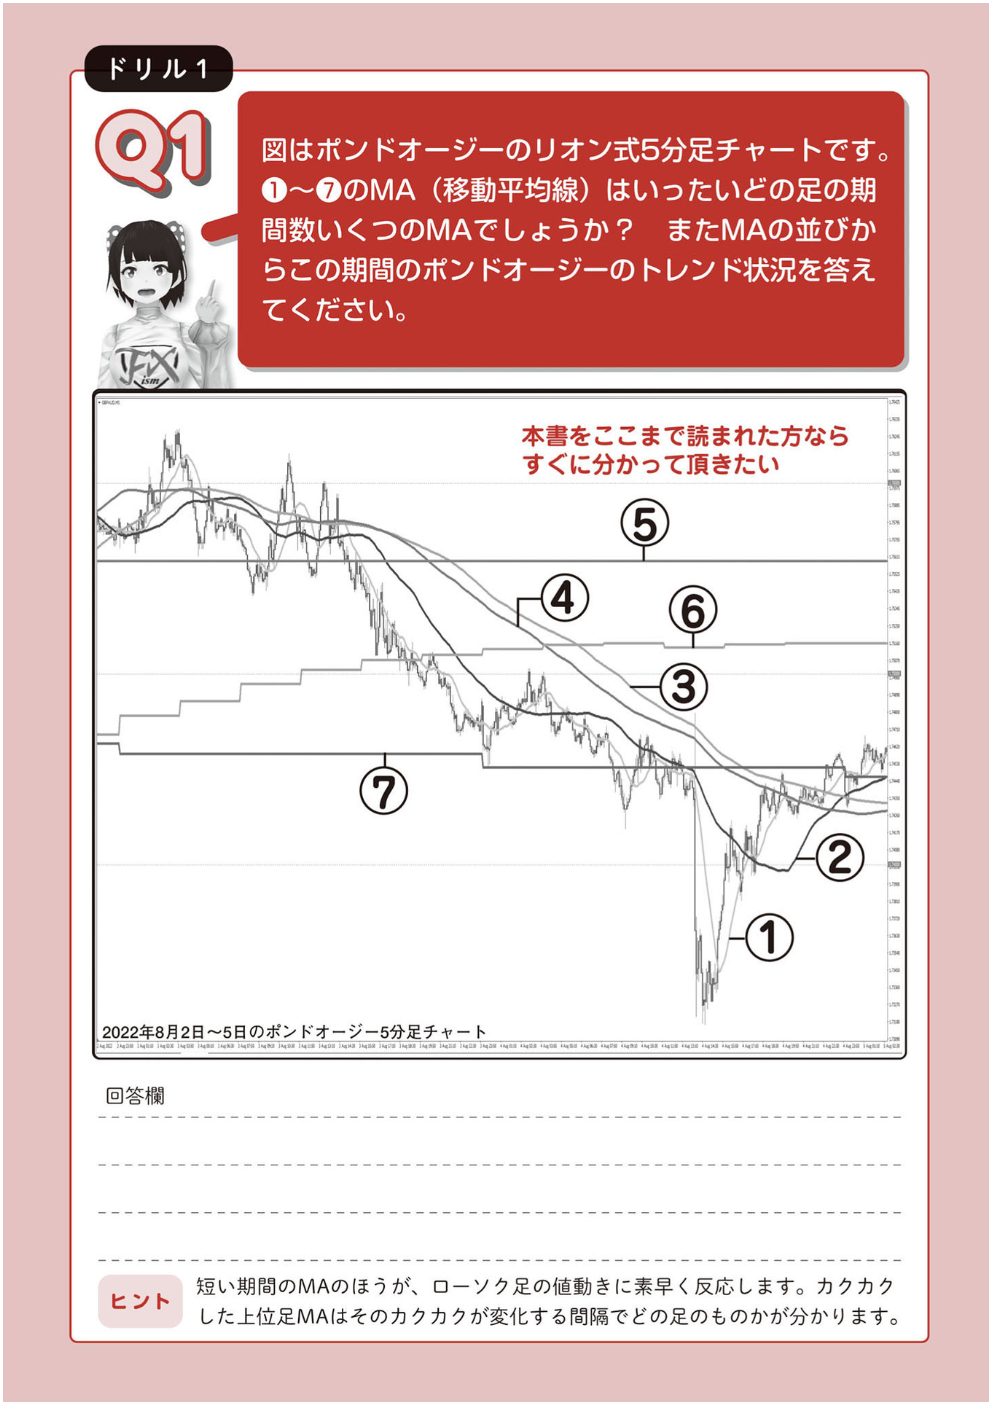 ドリル1
Q1
図はポンドオージーのリオン式5分足チャートです。
❶～❼のMA（移動平均線）はいったいどの足の期
間数いくつのMAでしょうか？　またMAの並びか
らこの期間のポンドオージーのトレンド状況を答え
てください。
FX
ism
本書をここまで読まれた方なら
すぐに分かって頂きたい
⑤
④
⑥
③
⑦
②
①
2022年8月2日～5日のポンドオージー5分足チャート
回答欄
ヒント
短い期間のMAのほうが、ローソク足の値動きに素早く反応します。カクカク
した上位足MAはそのカクカクが変化する間隔でどの足のものかが分かります。